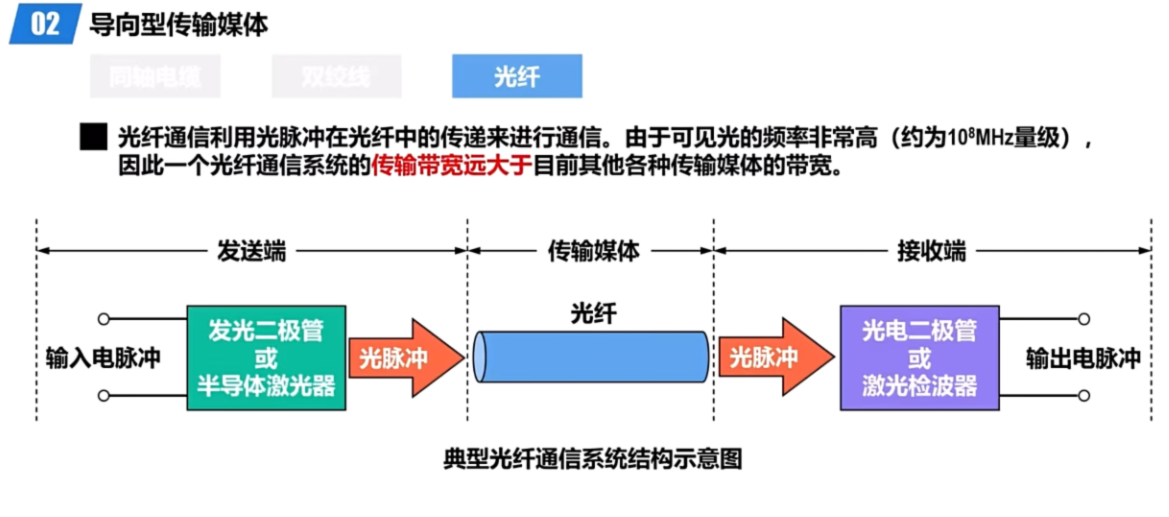 02 导向型传输媒体
同轴电缆 双绞线 光纤
光纤通信利用光脉冲在光纤中的传递来进行通信。由于可见光的频率非常高（约为10⁸MHz量级），
因此一个光纤通信系统的传输带宽远大于目前其他各种传输媒体的带宽。
发送端 传输媒体 接收端
光纤
输入电脉冲
发光二极管
或
半导体激光器
光脉冲
光脉冲
光电二极管
或
激光检波器
输出电脉冲
典型光纤通信系统结构示意图